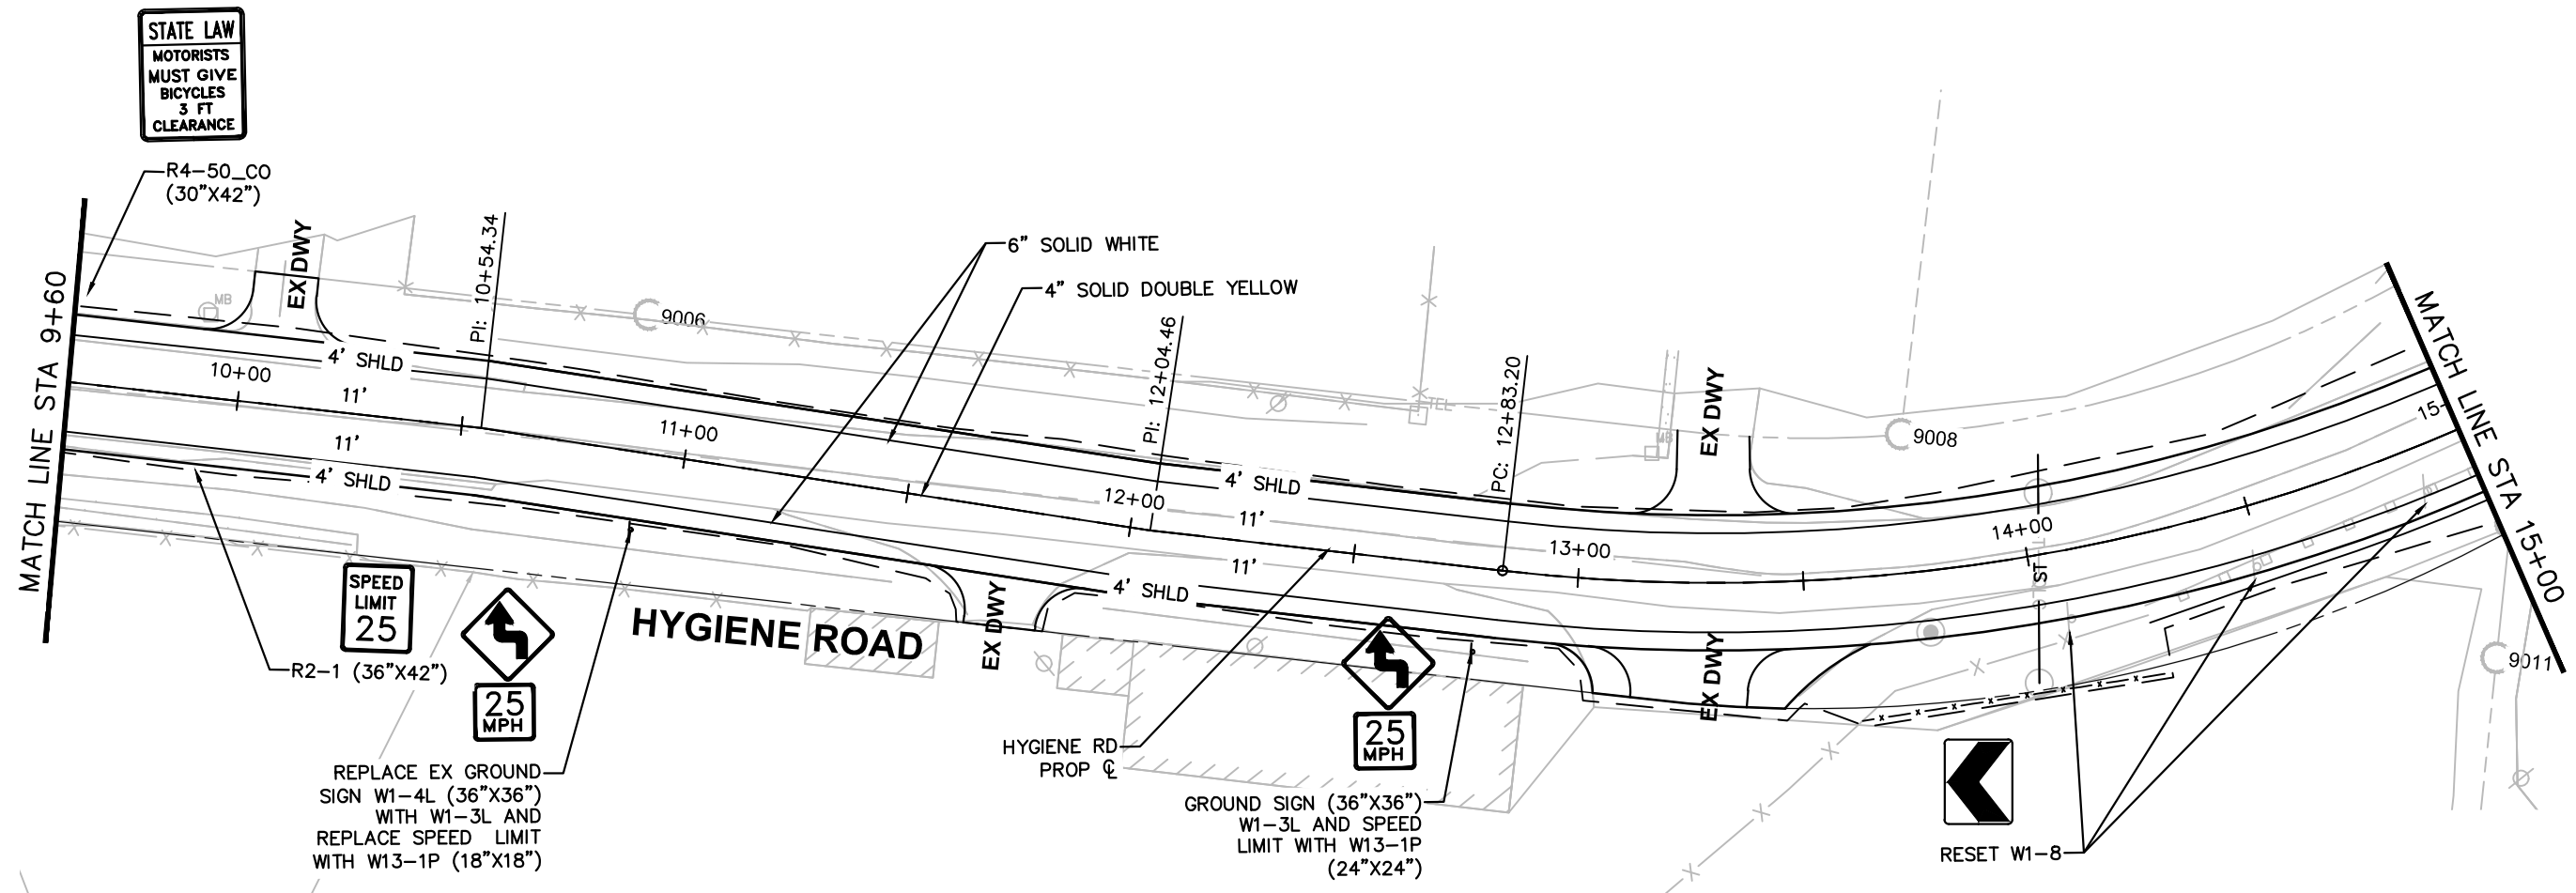 STATE LAW
MOTORISTS
MUST GIVE
BICYCLES
3 FT
CLEARANCE
R4-50_CO
(30"X42")
MATCH LINE STA 9+60
MB
EX DWY
PI: 10+54.34
9006
6" SOLID WHITE
4" SOLID DOUBLE YELLOW
PI: 12+04.46
TEL
PC: 12+83.20
MB
EX DWY
9008
MATCH LINE STA 15+00
4' SHLD
10+00
11'
11'
4' SHLD
11+00
12+00
4' SHLD
11'
11'
4' SHLD
13+00
14+00
15
ST
9011
EX DWY
EX DWY
HYGIENE ROAD
SPEED
LIMIT
25
R2-1 (36"X42")
25
MPH
REPLACE EX GROUND
SIGN W1-4L (36"X36")
WITH W1-3L AND
REPLACE SPEED LIMIT
WITH W13-1P (18"X18")
HYGIENE RD
PROP ℄
25
MPH
GROUND SIGN (36"X36")
W1-3L AND SPEED
LIMIT WITH W13-1P
(24"X24")
RESET W1-8